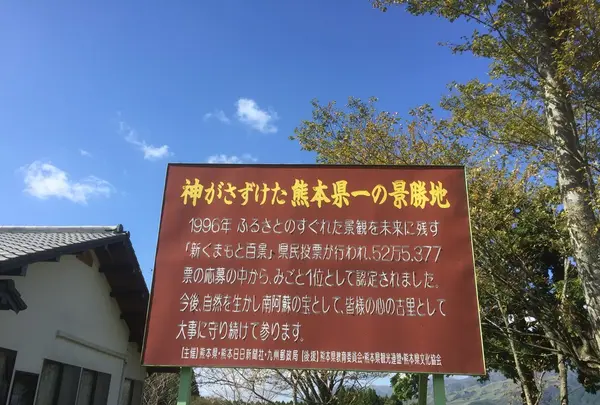 神がさずけた熊本県一の景勝地
1996年 ふるさとのすぐれた景観を未来に残す
「新くまもと百景」県民投票が行われ、52万5,377
票の応募の中から、みごと1位として認定されました。
今後、自然を生かし南阿蘇の宝として、皆様の心の古里として
大事に守り続けて参ります。
【主催】熊本県・熊本日日新聞社・九州郵政局【後援】熊本県教育委員会・熊本県観光連盟・熊本県文化協会